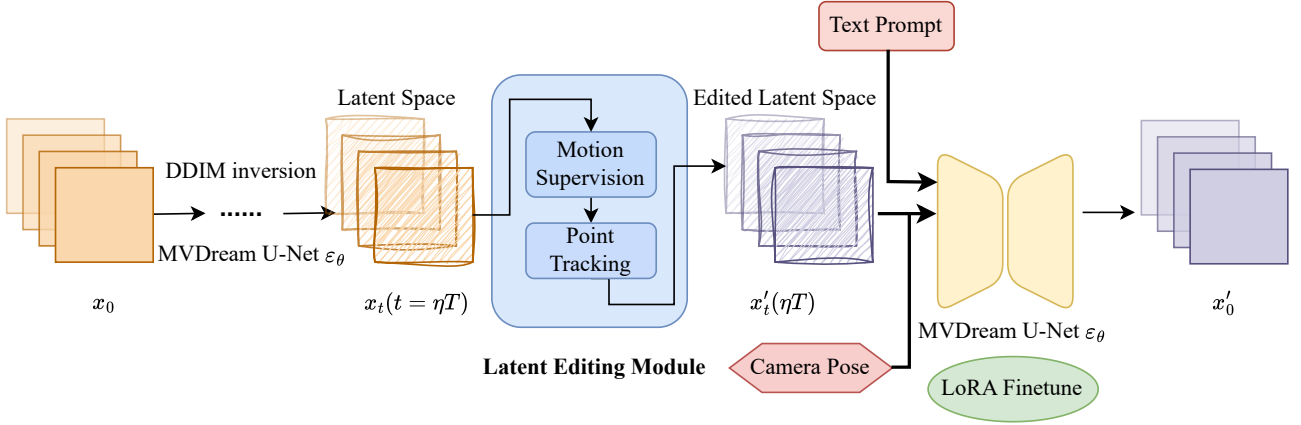 Text Prompt
Latent Space
Edited Latent Space
DDIM inversion
......
MVDream U-Net εθ
Motion
Supervision
Point
Tracking
x₀
xₜ(t = ηT)
x′ₜ(ηT)
MVDream U-Net εθ
x′₀
Latent Editing Module
Camera Pose
LoRA Finetune